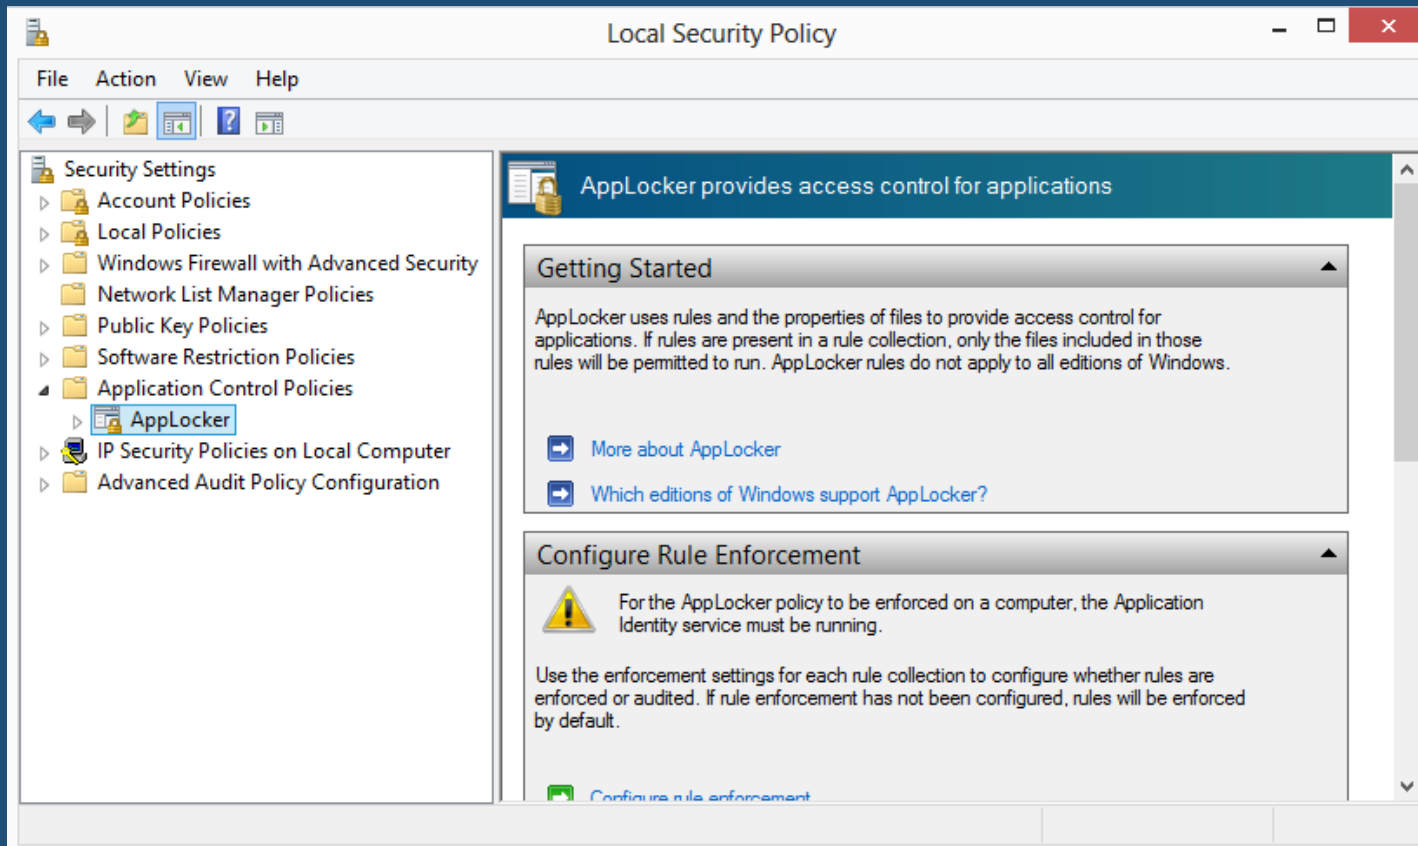 Local Security Policy
File Action View Help
Security Settings
Account Policies
Local Policies
Windows Firewall with Advanced Security
Network List Manager Policies
Public Key Policies
Software Restriction Policies
Application Control Policies
AppLocker
IP Security Policies on Local Computer
Advanced Audit Policy Configuration
AppLocker provides access control for applications
Getting Started
AppLocker uses rules and the properties of files to provide access control for
applications. If rules are present in a rule collection, only the files included in those
rules will be permitted to run. AppLocker rules do not apply to all editions of Windows.
More about AppLocker
Which editions of Windows support AppLocker?
Configure Rule Enforcement
For the AppLocker policy to be enforced on a computer, the Application
Identity service must be running.
Use the enforcement settings for each rule collection to configure whether rules are
enforced or audited. If rule enforcement has not been configured, rules will be enforced
by default.
Configure rule enforcement